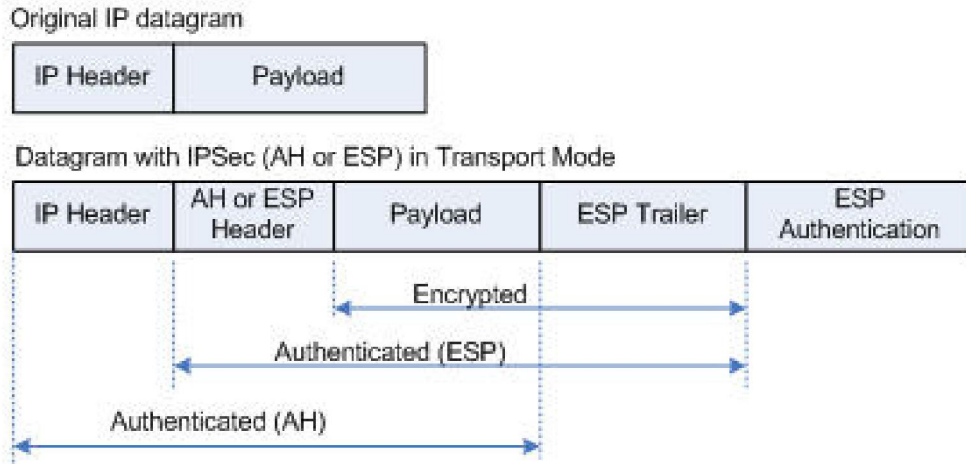 Original IP datagram
IP Header
Payload
Datagram with IPSec (AH or ESP) in Transport Mode
IP Header
AH or ESP
Header
Payload
ESP Trailer
ESP
Authentication
Encrypted
Authenticated (ESP)
Authenticated (AH)